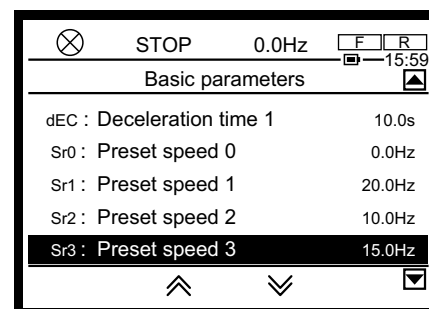 STOP 0.0Hz F R
15:59
Basic parameters
dEC : Deceleration time 1 10.0s
Sr0 : Preset speed 0 0.0Hz
Sr1 : Preset speed 1 20.0Hz
Sr2 : Preset speed 2 10.0Hz
Sr3 : Preset speed 3 15.0Hz